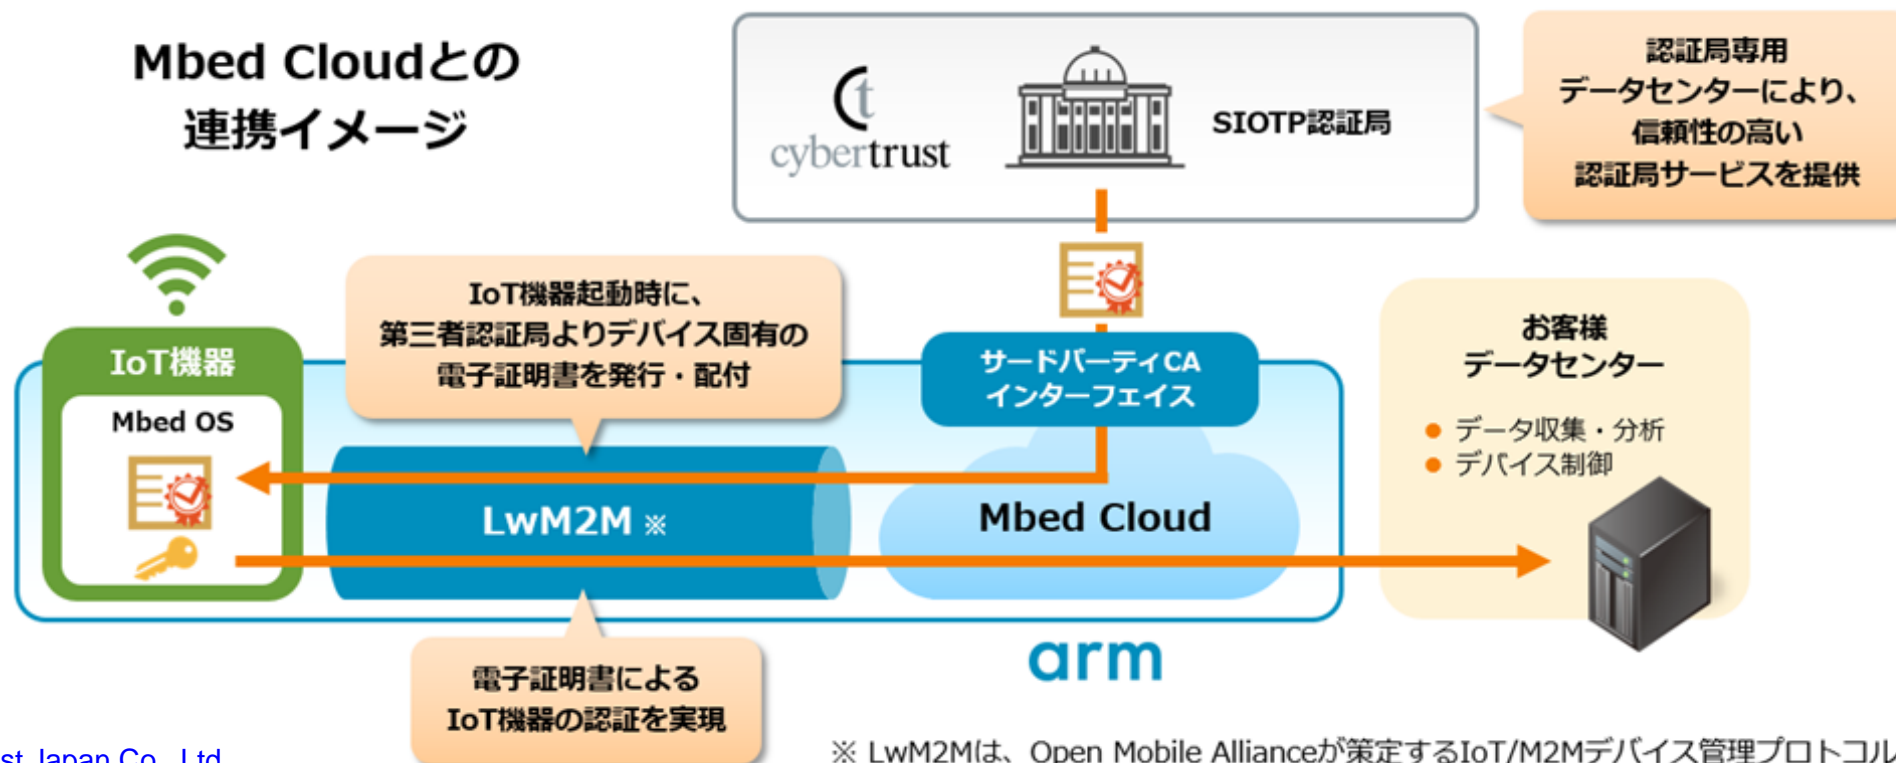 Mbed Cloudとの
連携イメージ
cybertrust
SIOTP認証局
認証局専用
データセンターにより、
信頼性の高い
認証局サービスを提供
IoT機器起動時に、
第三者認証局よりデバイス固有の
電子証明書を発行・配付
サードパーティCA
インターフェイス
お客様
データセンター
● データ収集・分析
● デバイス制御
IoT機器
Mbed OS
LwM2M ※
Mbed Cloud
arm
電子証明書による
IoT機器の認証を実現
※ LwM2Mは、Open Mobile Allianceが策定するIoT/M2Mデバイス管理プロトコル
st Japan Co., Ltd